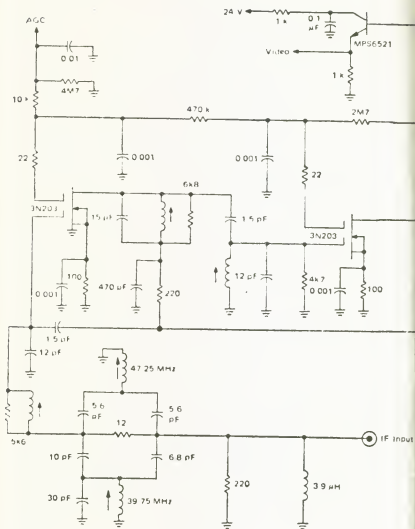 AGC
24 V
1 k
0.1
µF
MPS6521
Video
1k
0.01
4M7
10 k
470 k
2M7
0.001
0.001
22
22
6k8
3N203
15 pF
1.5 pF
3N203
0.001
100
470 pF
220
12 pF
4k7
0.001
100
1.5 pF
12 pF
47.25 MHz
5k6
5.6
pF
12
5.6
pF
IF Input
10 pF
6.8 pF
220
3.9 µH
30 pF
39.75 MHz